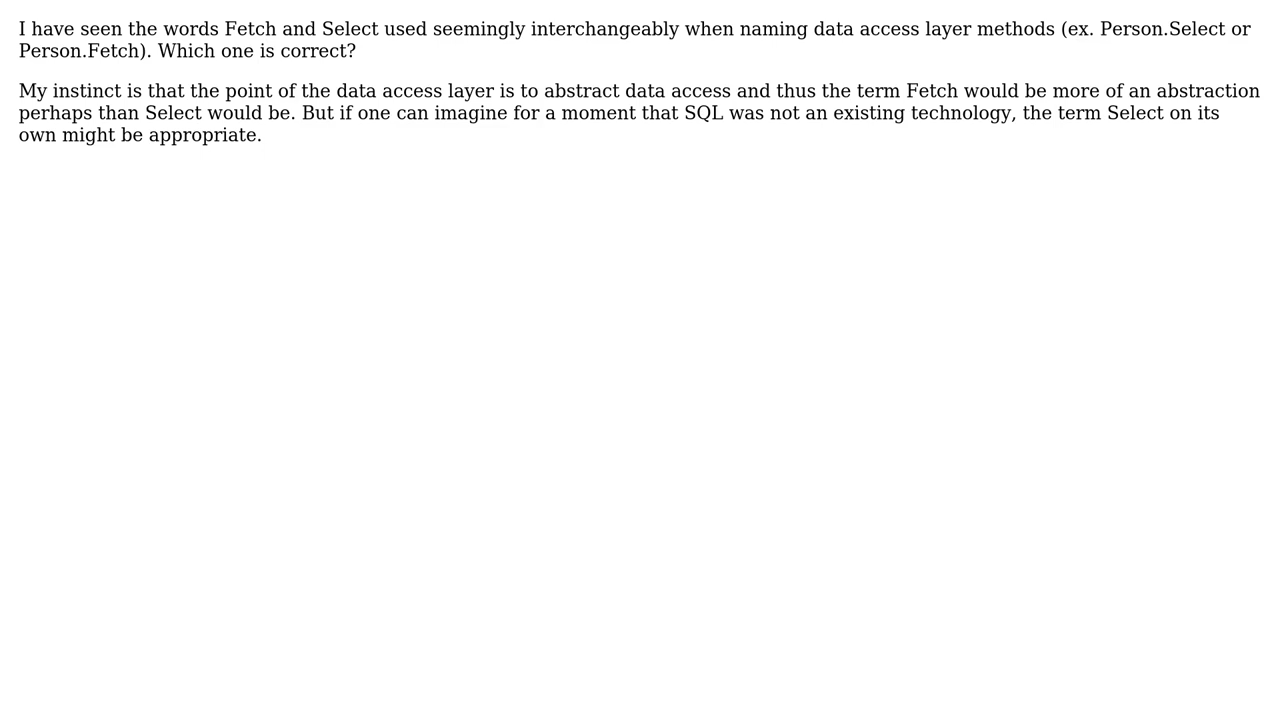 I have seen the words Fetch and Select used seemingly interchangeably when naming data access layer methods (ex. Person.Select or
Person.Fetch). Which one is correct?
My instinct is that the point of the data access layer is to abstract data access and thus the term Fetch would be more of an abstraction
perhaps than Select would be. But if one can imagine for a moment that SQL was not an existing technology, the term Select on its
own might be appropriate.